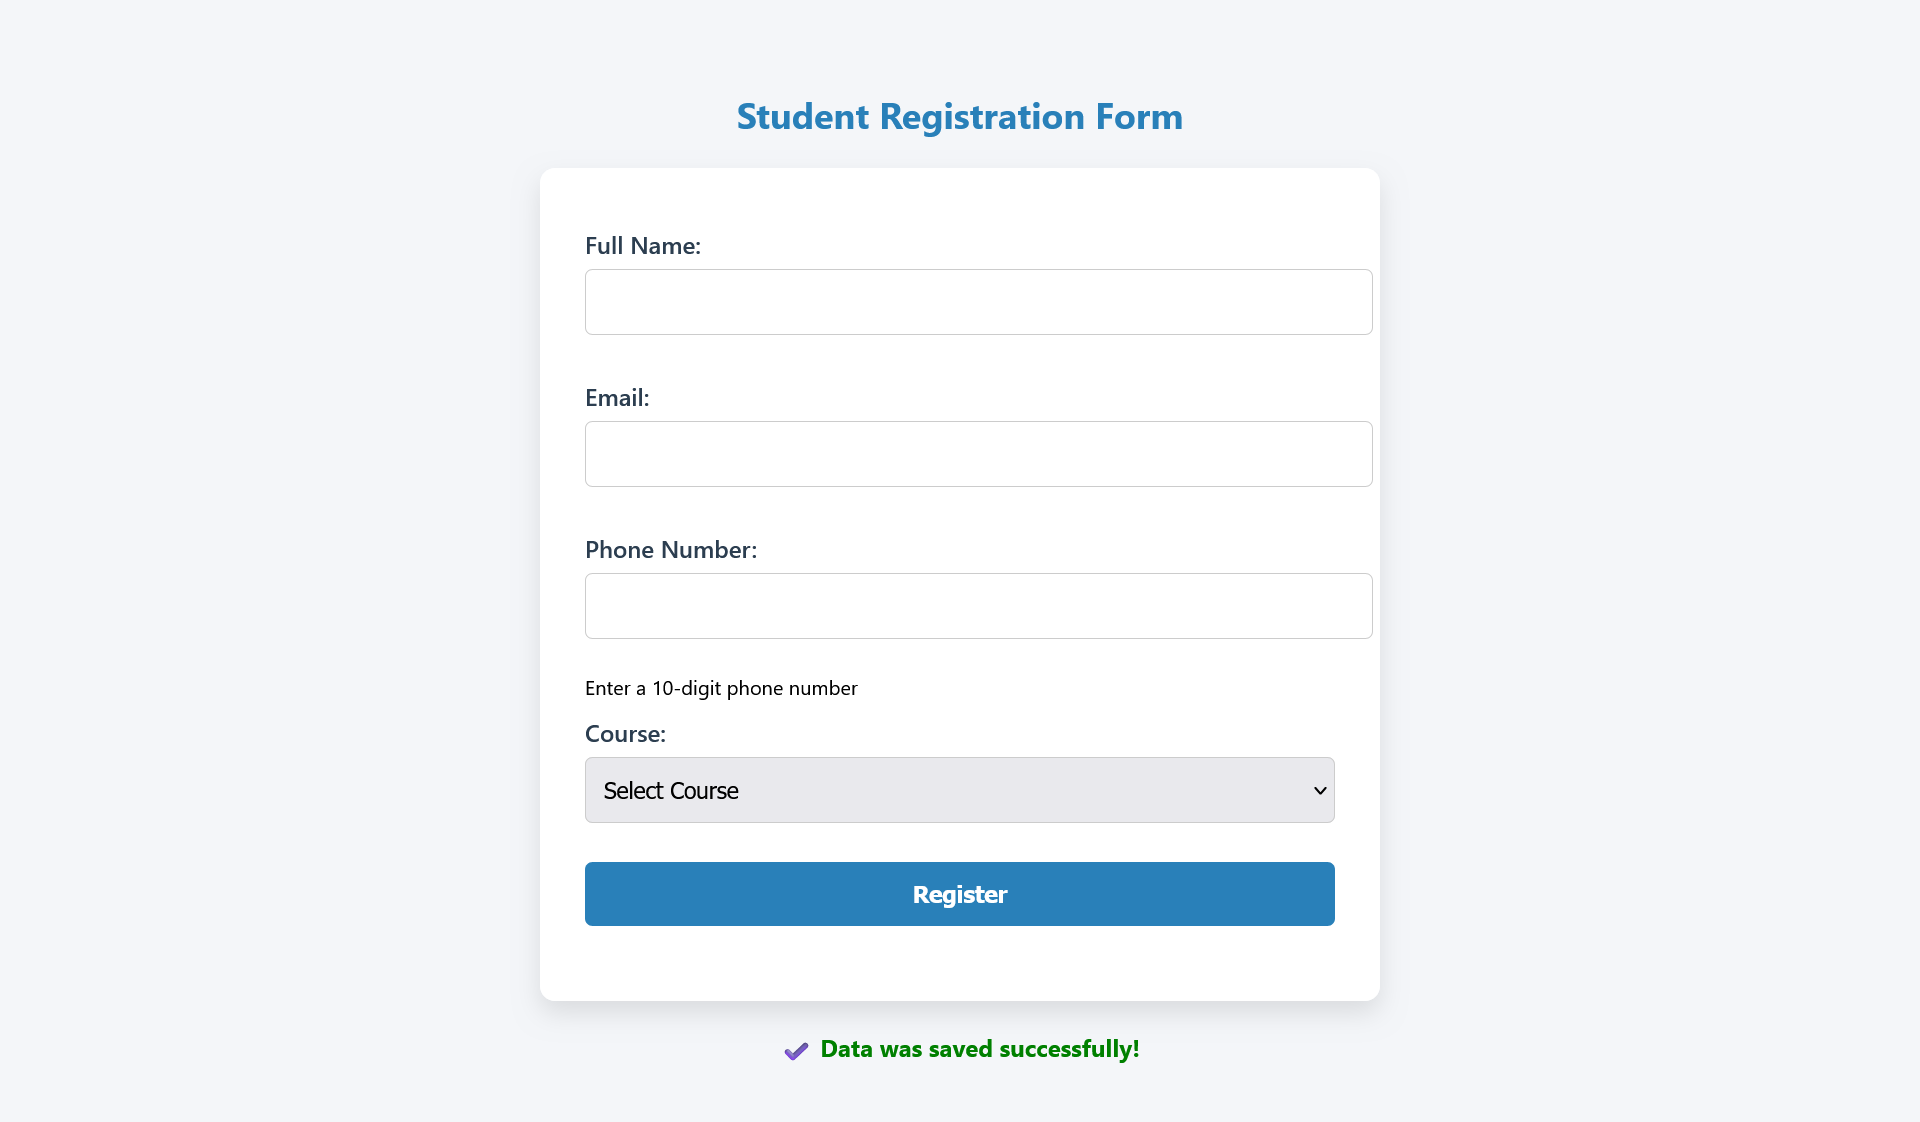 Student Registration Form
Full Name:
Email:
Phone Number:
Enter a 10-digit phone number
Course:
Select Course
Register
✔ Data was saved successfully!